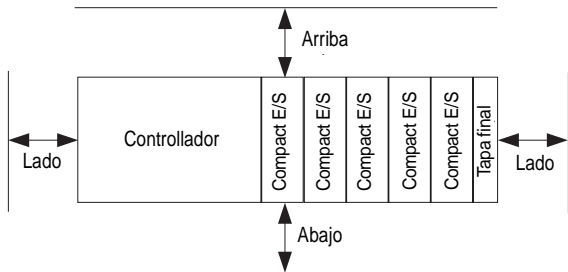 Arriba
Lado
Controllador
Compact E/S
Compact E/S
Compact E/S
Compact E/S
Compact E/S
Tapa final
Lado
Abajo